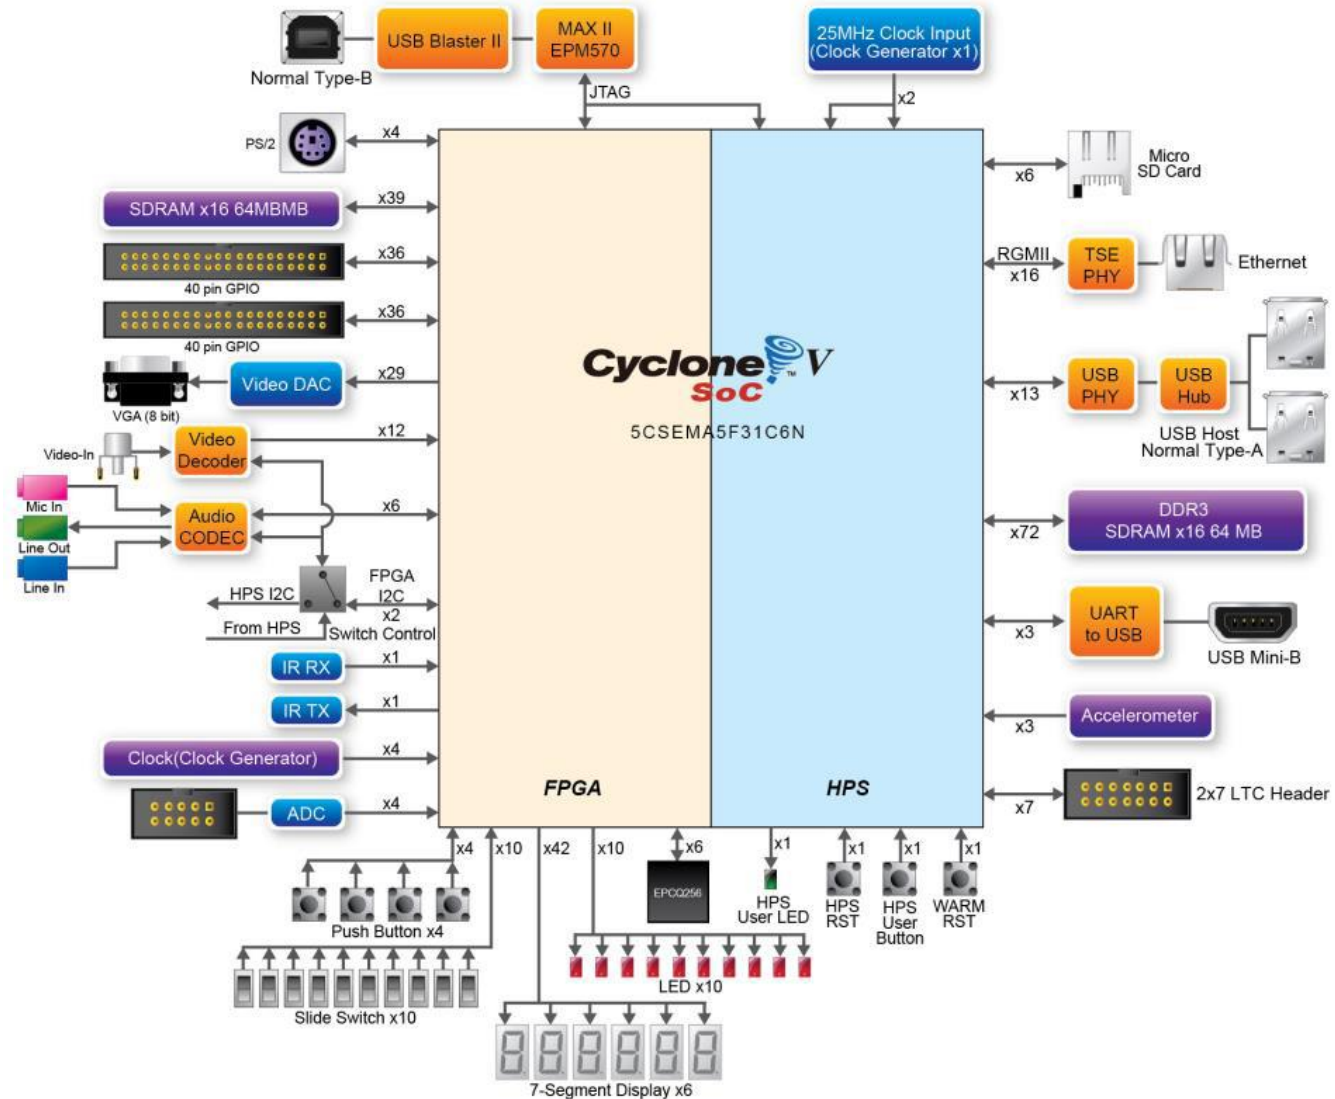 Normal Type-B
USB Blaster II
MAX II
EPM570
25MHz Clock Input
(Clock Generator x1)
JTAG
x2
PS/2
x4
SDRAM x16 64MBMB
x39
x36
40 pin GPIO
x36
40 pin GPIO
VGA (8 bit)
Video DAC
x29
Video-In
Video
Decoder
x12
Mic In
Line Out
Line In
Audio
CODEC
x6
HPS I2C
From HPS
FPGA
I2C
x2
Switch Control
IR RX
x1
IR TX
x1
Clock(Clock Generator)
x4
ADC
x4
Cyclone V
TM
SoC
5CSEMA5F31C6N
FPGA
HPS
x6
Micro
SD Card
RGMII
x16
TSE
PHY
Ethernet
x13
USB
PHY
USB
Hub
USB Host
Normal Type-A
x72
DDR3
SDRAM x16 64 MB
x3
UART
to USB
USB Mini-B
x3
Accelerometer
x7
2x7 LTC Header
x4
x10
x42
x10
x6
x1
x1
x1
x1
Push Button x4
Slide Switch x10
7-Segment Display x6
LED x10
EPCQ256
HPS
User LED
HPS
RST
HPS
User
Button
WARM
RST